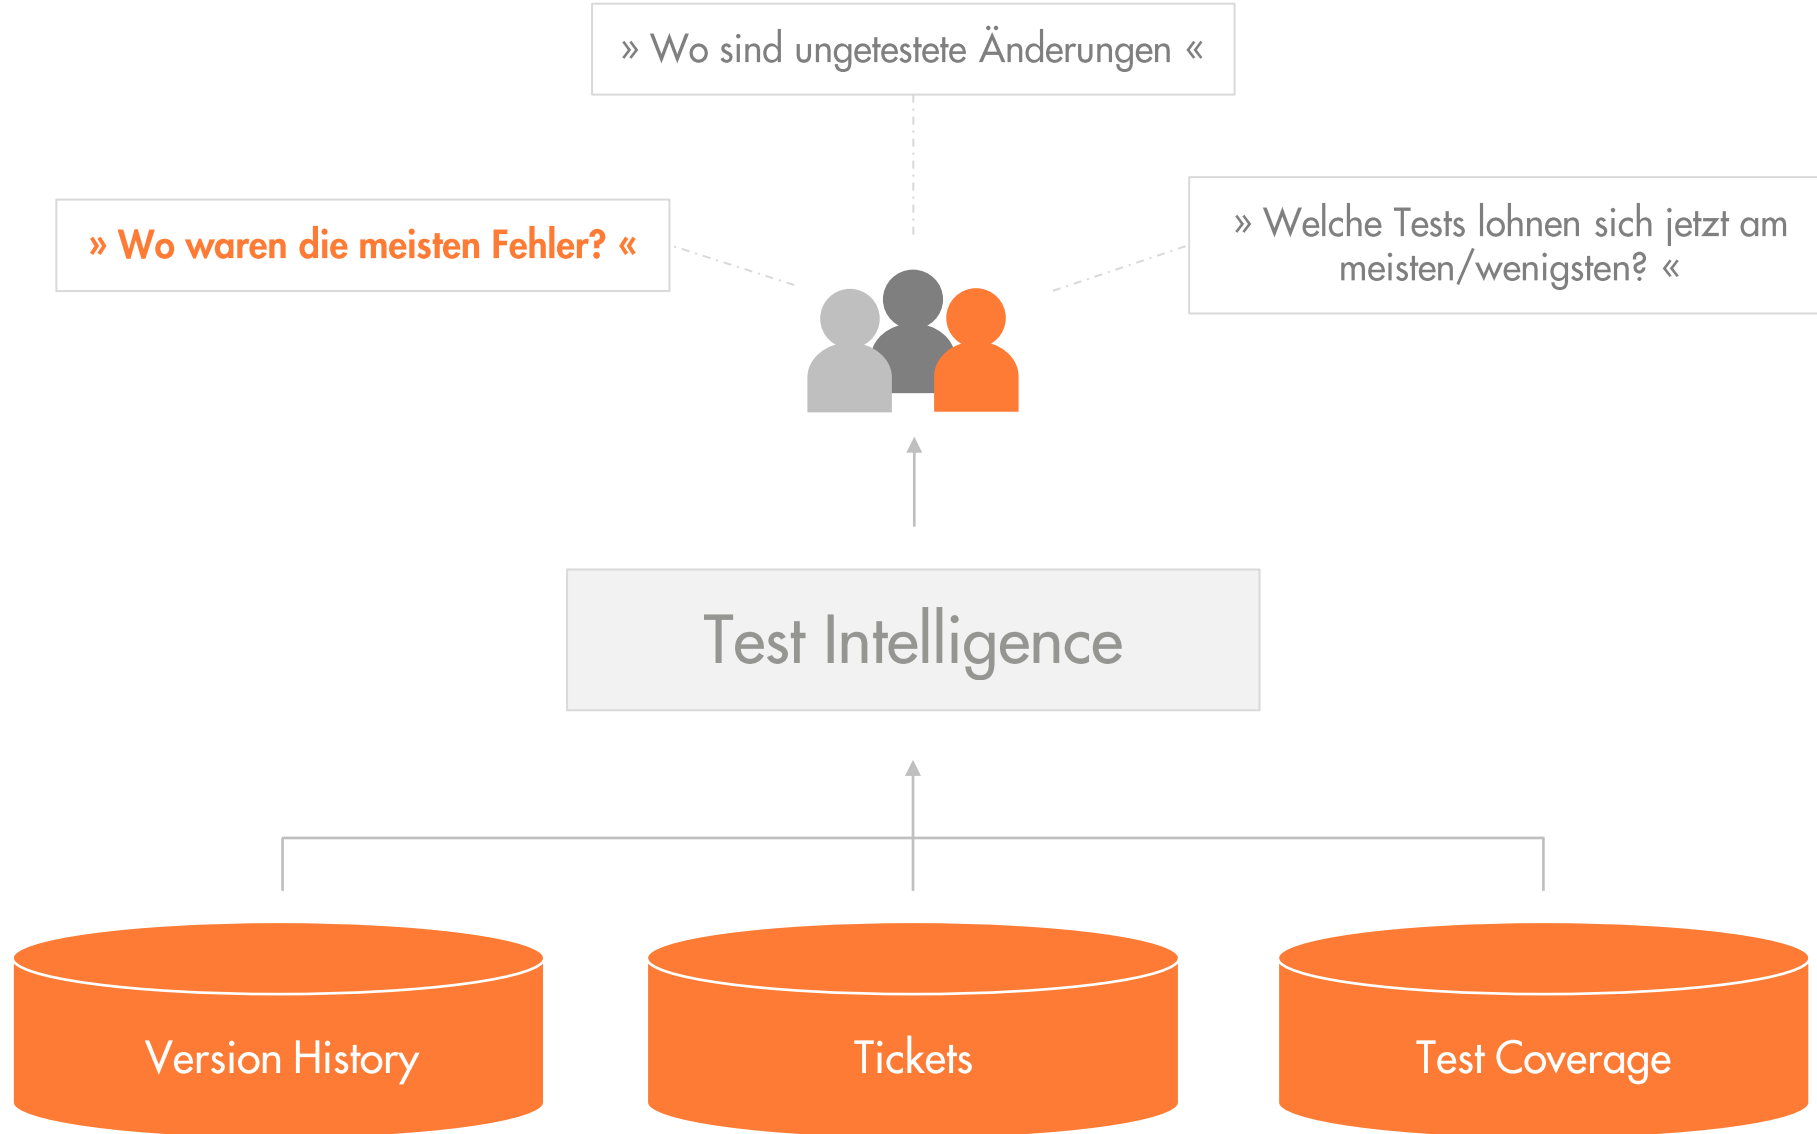 » Wo sind ungetestete Änderungen «
» Wo waren die meisten Fehler? «
» Welche Tests lohnen sich jetzt am
meisten/wenigsten? «
Test Intelligence
Version History
Tickets
Test Coverage